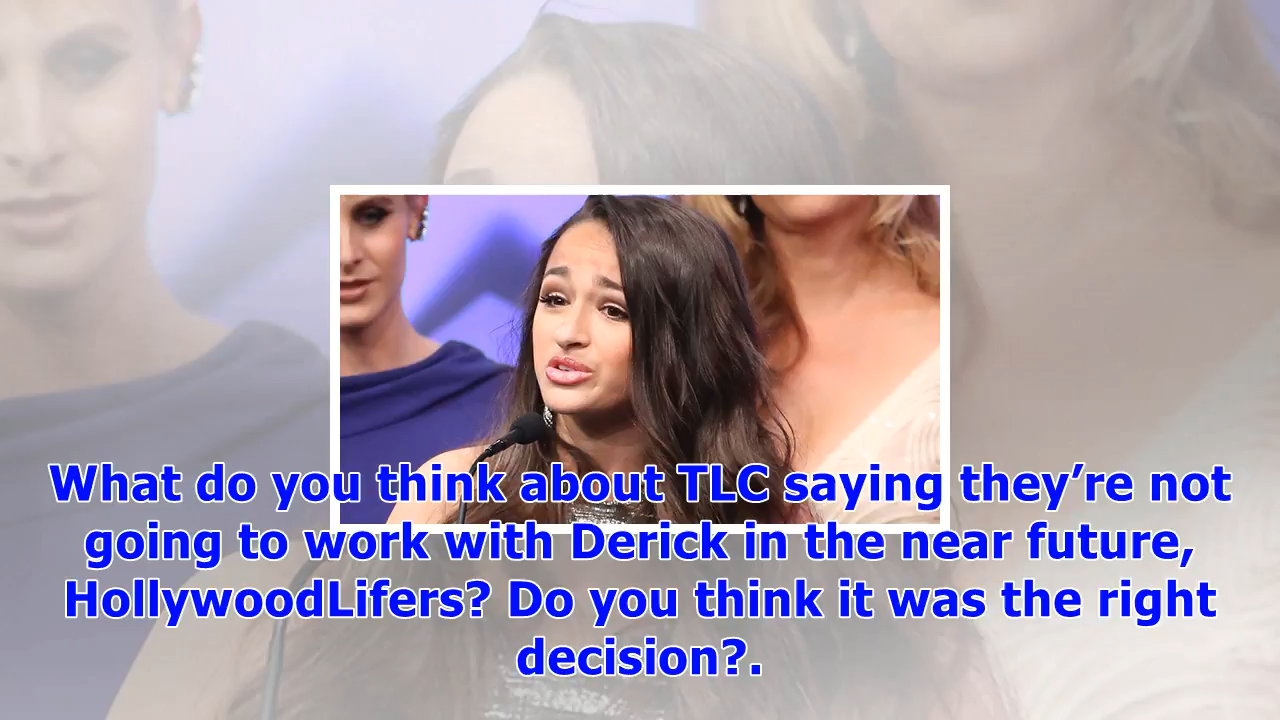 What do you think about TLC saying they’re not
going to work with Derick in the near future,
HollywoodLifers? Do you think it was the right
decision?.